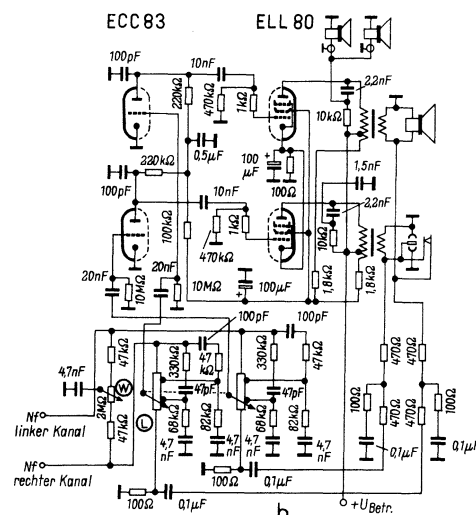 ECC83
ELL80
100pF
10nF
220kΩ
470kΩ
1kΩ
2,2nF
10kΩ
0,5µF
100 µF
100Ω
220kΩ
100pF
10nF
1,5nF
2,2nF
100kΩ
1kΩ
470kΩ
10kΩ
20nF
20nF
10MΩ
10MΩ
100µF
1,8kΩ
1,8kΩ
100pF
100pF
47kΩ
330kΩ
47 kΩ
330kΩ
47kΩ
470Ω
470Ω
4,7nF
W
2MΩ
47pF
47pF
100Ω
470Ω
470Ω
100Ω
Nf
linker Kanal
47kΩ
L
68kΩ
82kΩ
68kΩ
82kΩ
4,7 nF
4,7 nF
4,7 nF
4,7 nF
0,1µF
0,1µ
Nf
rechter Kanal
100Ω
0,1µF
100Ω
0,1µF
+UBetr.
b